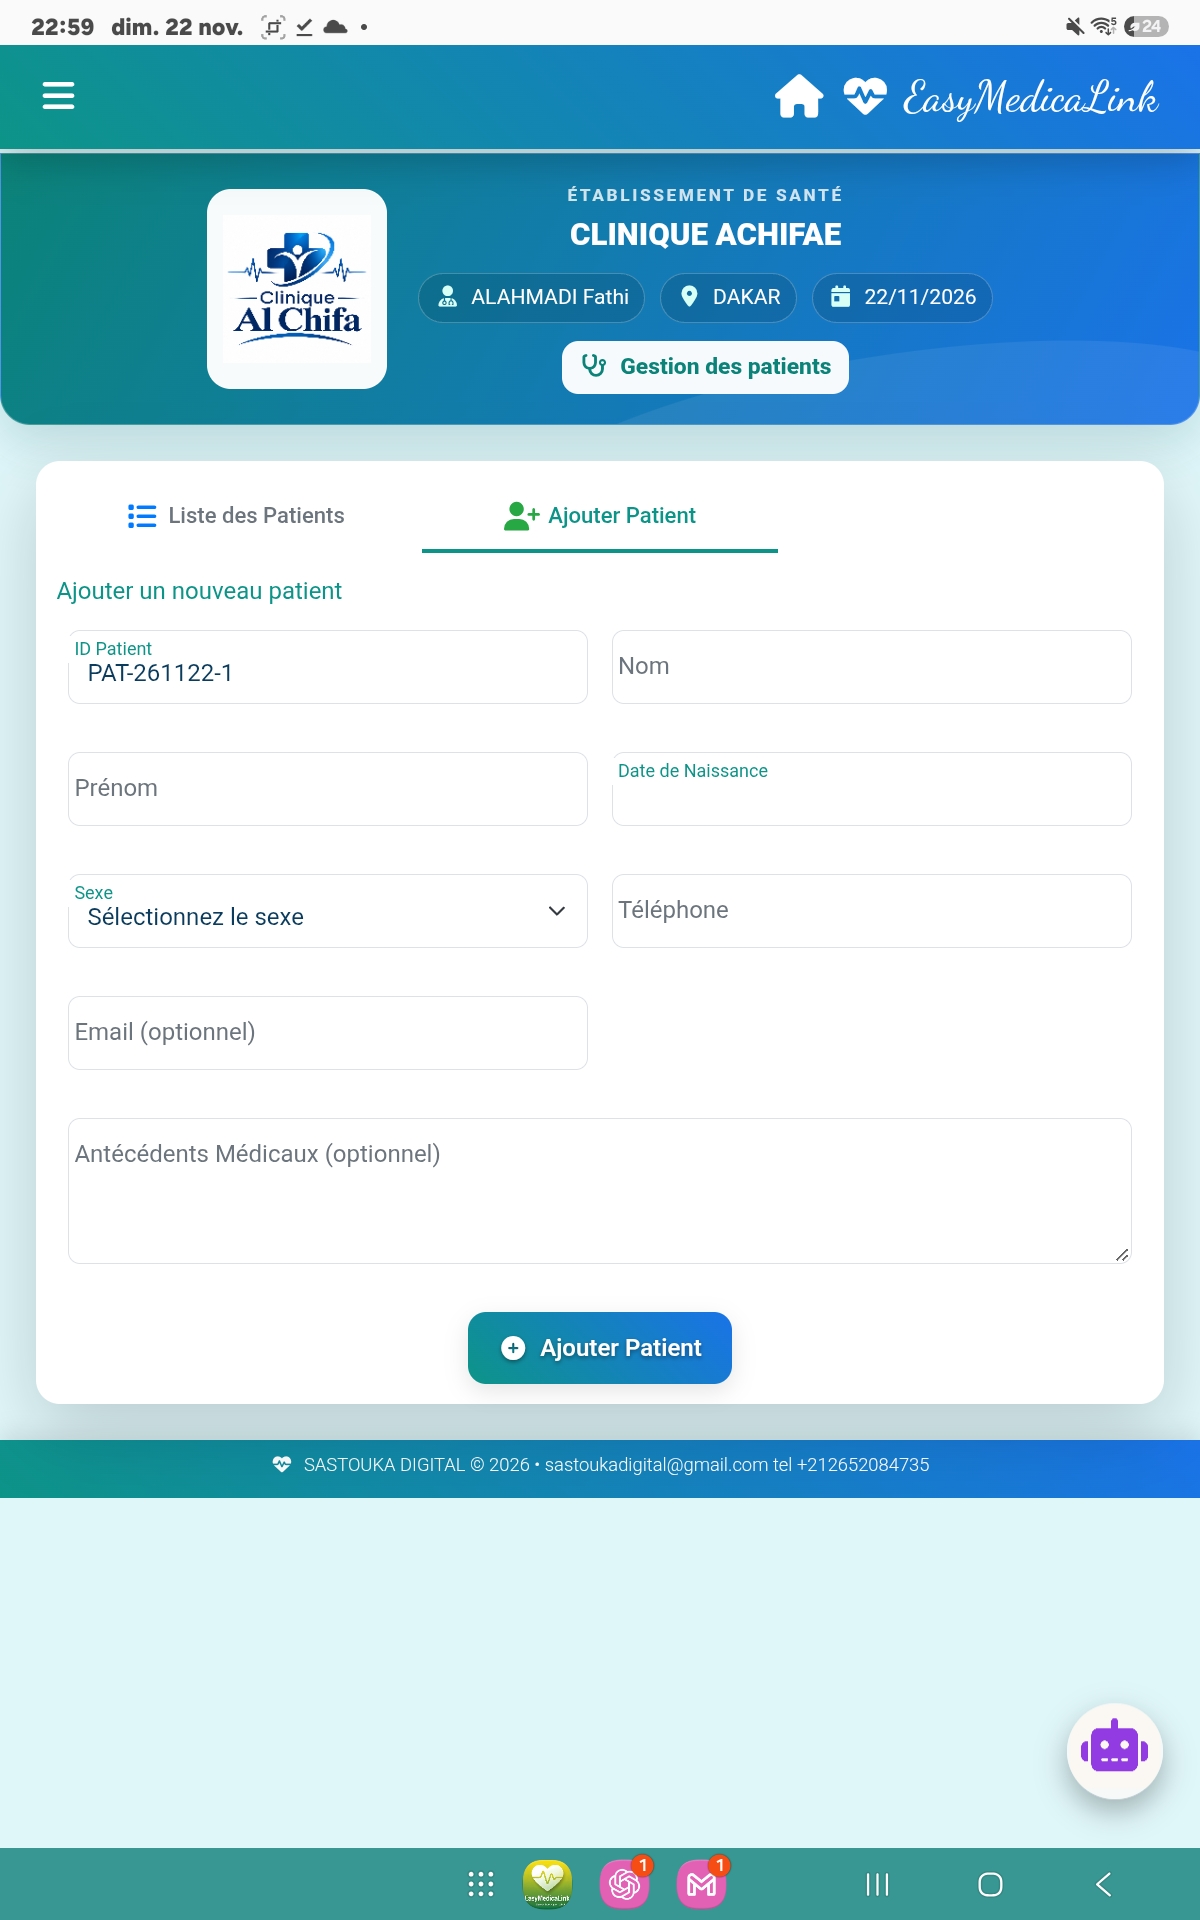 22:59 dim. 22 nov.
5
24
EasyMedicaLink
ÉTABLISSEMENT DE SANTÉ
CLINIQUE ACHIFAE
Clinique
Al Chifa
ALAHMADI Fathi
DAKAR
22/11/2026
Gestion des patients
Liste des Patients
Ajouter Patient
Ajouter un nouveau patient
ID Patient
PAT-261122-1
Nom
Prénom
Date de Naissance
Sexe
Sélectionnez le sexe
Téléphone
Email (optionnel)
Antécédents Médicaux (optionnel)
Ajouter Patient
SASTOUKA DIGITAL © 2026 • sastoukadigital@gmail.com tel +212652084735
EasyMedicaLink
1
1